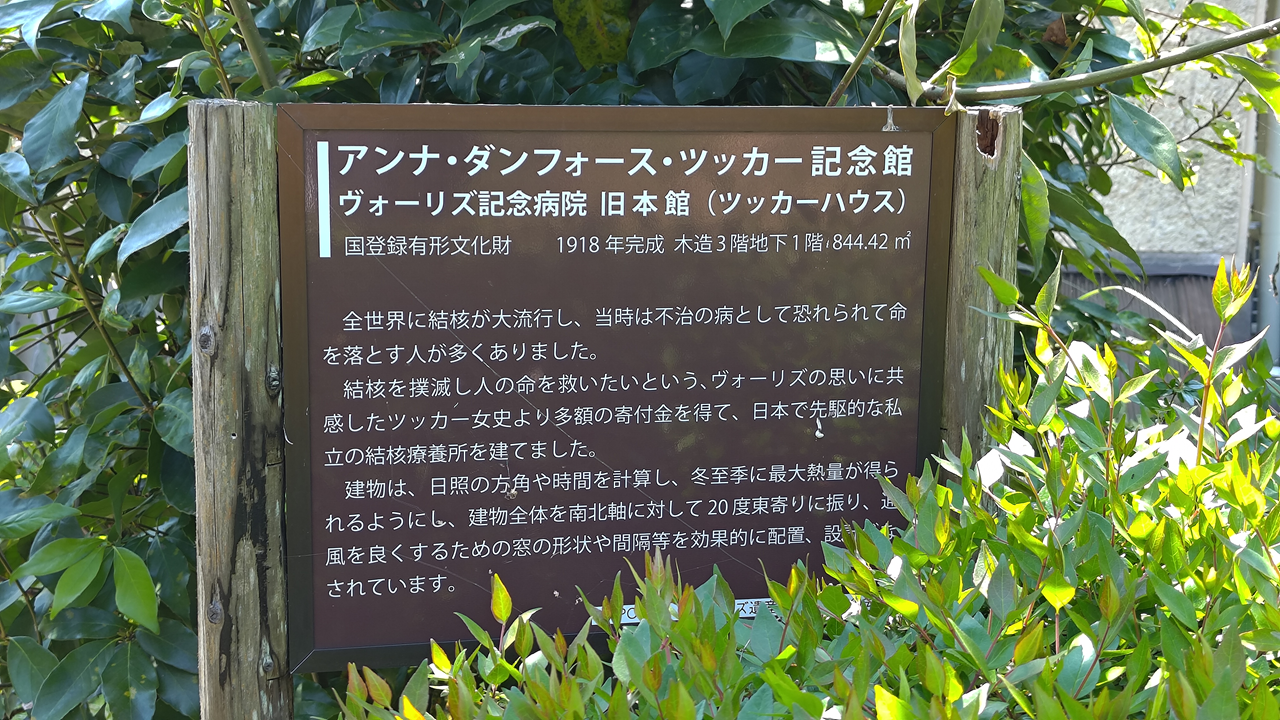 アンナ・ダンフォース・ツッカー記念館
ヴォーリズ記念病院 旧本館（ツッカーハウス）
国登録有形文化財　　1918年完成 木造3階地下1階 844.42㎡
全世界に結核が大流行し、当時は不治の病として恐れられて命
を落とす人が多くありました。
結核を撲滅し人の命を救いたいという、ヴォーリズの思いに共
感したツッカー女史より多額の寄付金を得て、日本で先駆的な私
立の結核療養所を建てました。
建物は、日照の方角や時間を計算し、冬至季に最大熱量が得ら
れるようにし、建物全体を南北軸に対して20度東寄りに振り、
風を良くするための窓の形状や間隔等を効果的に配置、設
されています。